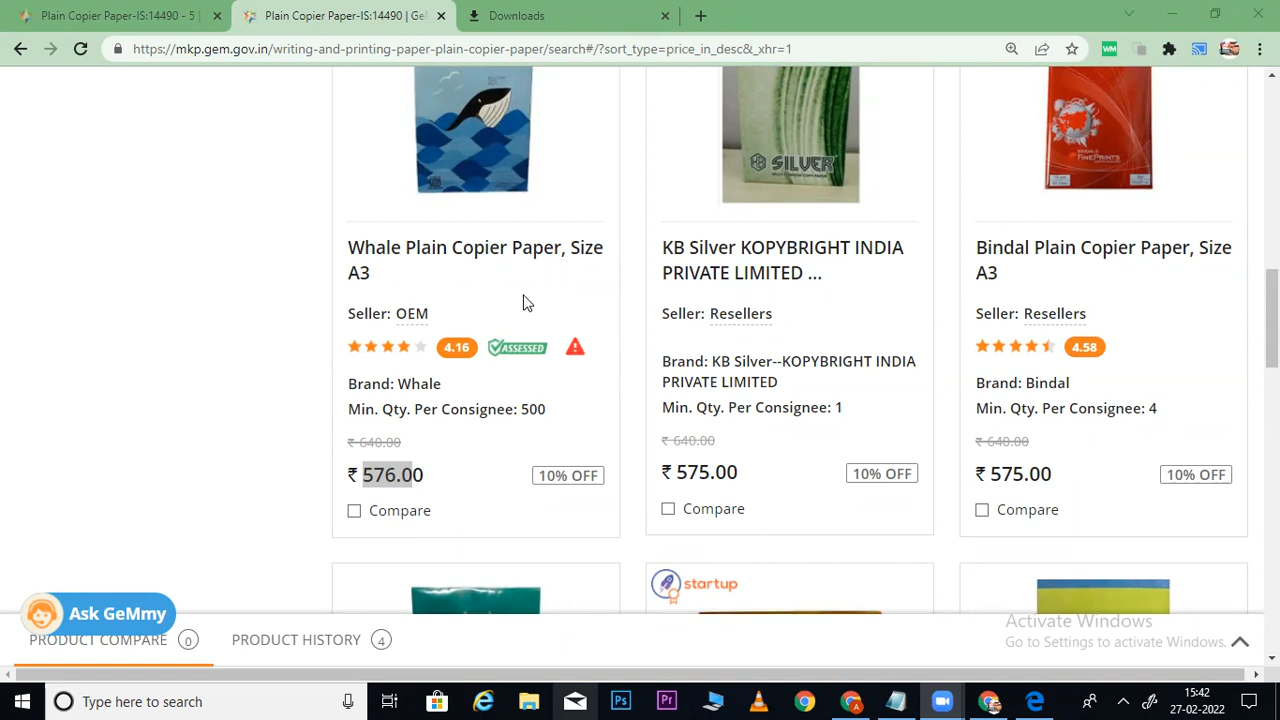 Plain Copier Paper-IS:14490 - 5
Plain Copier Paper-IS:14490 | Ge
Downloads
https://mkp.gem.gov.in/writing-and-printing-paper-plain-copier-paper/search#/?sort_type=price_in_desc&_xhr=1
WM
SILVER
BINDAL'S
FINEPRINTS
Whale Plain Copier Paper, Size
A3
KB Silver KOPYBRIGHT INDIA
PRIVATE LIMITED ...
Bindal Plain Copier Paper, Size
A3
Seller: OEM
Seller: Resellers
Seller: Resellers
4.16
ASSESSED
4.58
Brand: Whale
Brand: KB Silver--KOPYBRIGHT INDIA
PRIVATE LIMITED
Brand: Bindal
Min. Qty. Per Consignee: 500
Min. Qty. Per Consignee: 1
Min. Qty. Per Consignee: 4
₹ 640.00
₹ 640.00
₹ 640.00
₹ 576.00
10% OFF
₹ 575.00
10% OFF
₹ 575.00
10% OFF
Compare
Compare
Compare
startup
Ask GeMmy
PRODUCT COMPARE 0
PRODUCT HISTORY 4
Activate Windows
Go to Settings to activate Windows.
Type here to search
Ps
Pr
A
15:42
27-02-2022